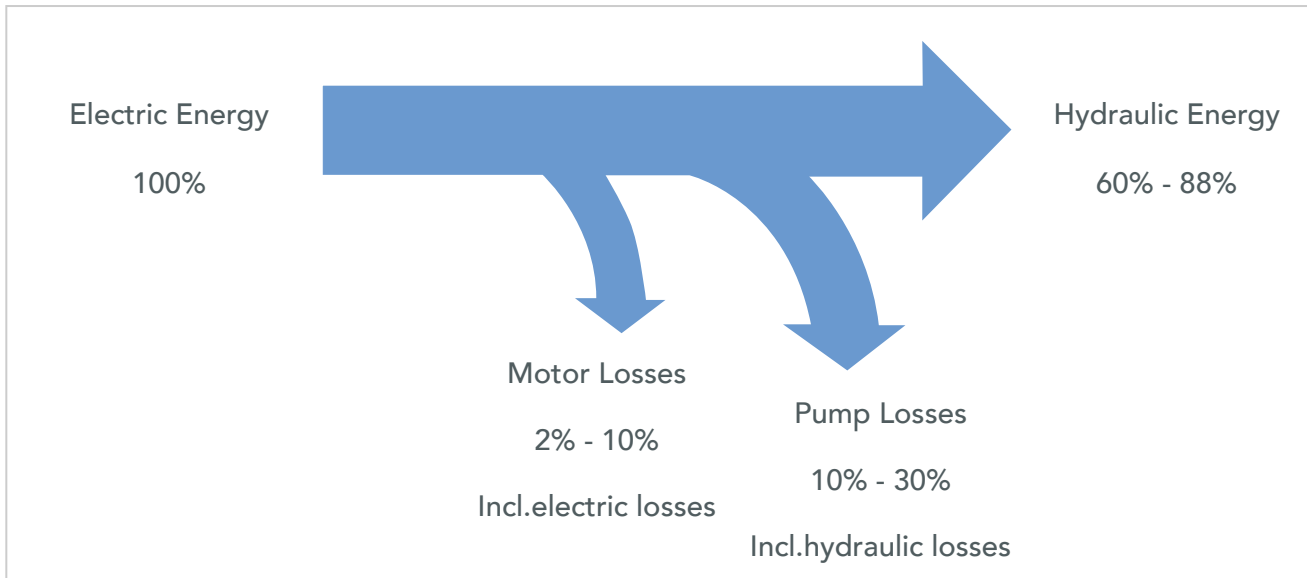 Electric Energy
100%
Hydraulic Energy
60% - 88%
Motor Losses
2% - 10%
Incl.electric losses
Pump Losses
10% - 30%
Incl.hydraulic losses